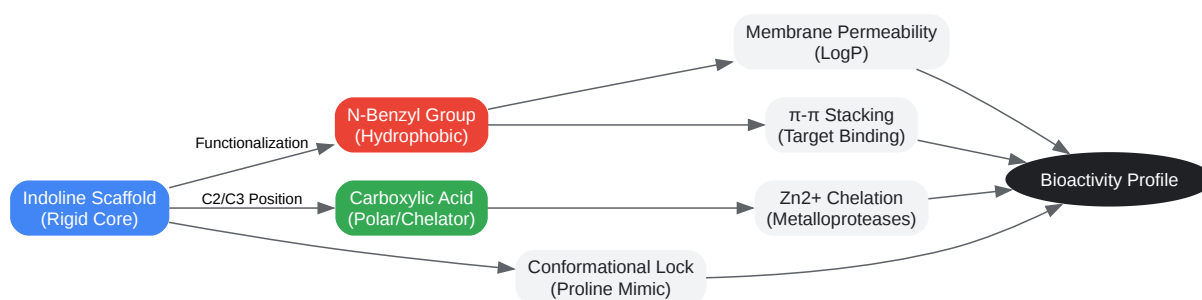 Membrane Permeability
(LogP)
N-Benzyl Group
(Hydrophobic)
π-π Stacking
(Target Binding)
Functionalization
Bioactivity Profile
Indoline Scaffold
(Rigid Core)
C2/C3 Position
Carboxylic Acid
(Polar/Chelator)
Zn2+ Chelation
(Metalloproteases)
Conformational Lock
(Proline Mimic)